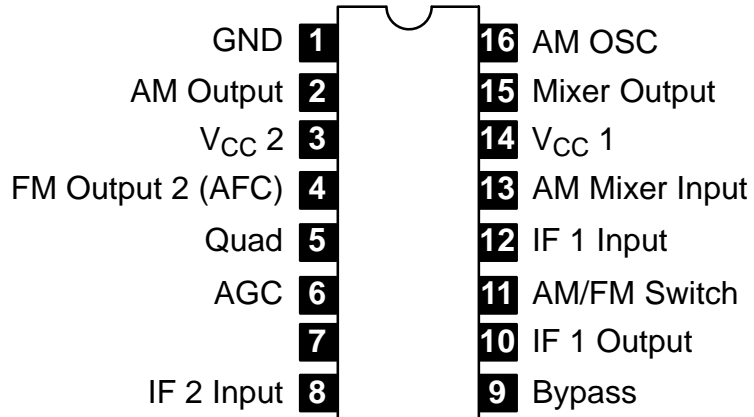 GND 1 16 AM OSC
AM Output 2 15 Mixer Output
VCC 2 3 14 VCC 1
FM Output 2 (AFC) 4 13 AM Mixer Input
Quad 5 12 IF 1 Input
AGC 6 11 AM/FM Switch
7 10 IF 1 Output
IF 2 Input 8 9 Bypass